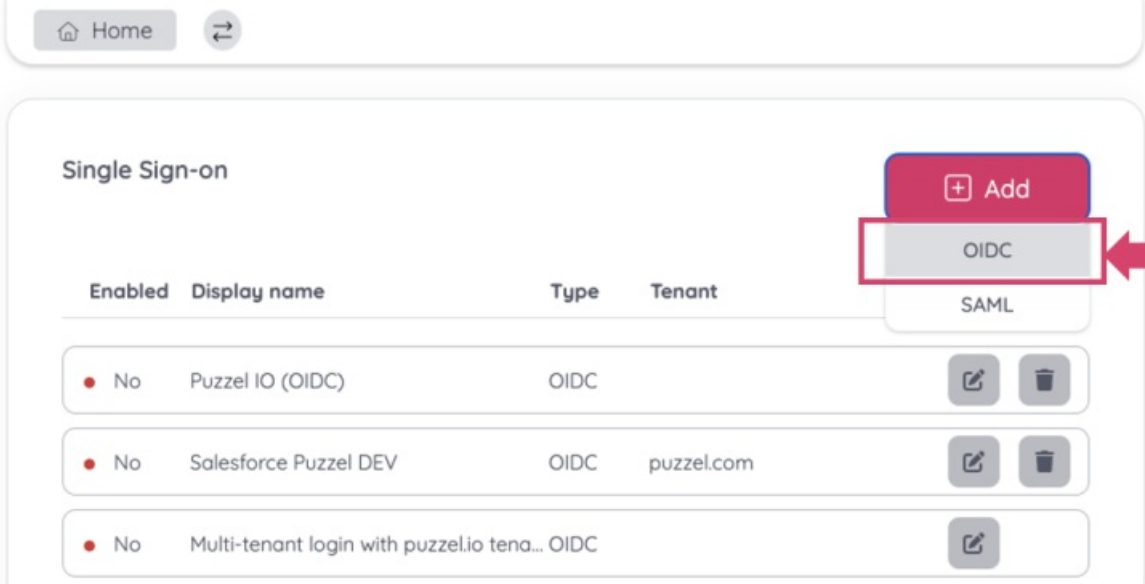 Home
Single Sign-on
Add
OIDC
SAML
Enabled Display name Type Tenant
No Puzzel IO (OIDC) OIDC
No Salesforce Puzzel DEV OIDC puzzel.com
No Multi-tenant login with puzzel.io tena... OIDC